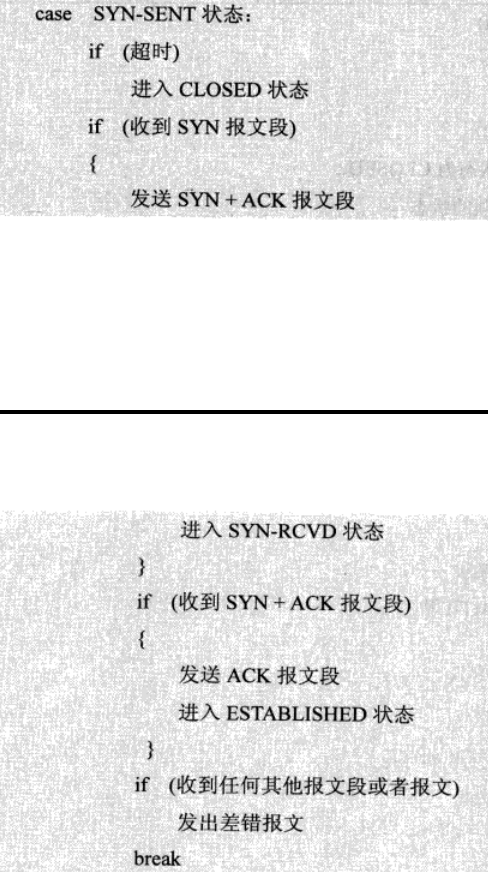 case SYN-SENT 状态:
if (超时)
进入 CLOSED 状态
if (收到 SYN 报文段)
{
发送 SYN + ACK 报文段
进入 SYN-RCVD 状态
}
if (收到 SYN + ACK 报文段)
{
发送 ACK 报文段
进入 ESTABLISHED 状态
}
if (收到任何其他报文段或者报文)
发出差错报文
break